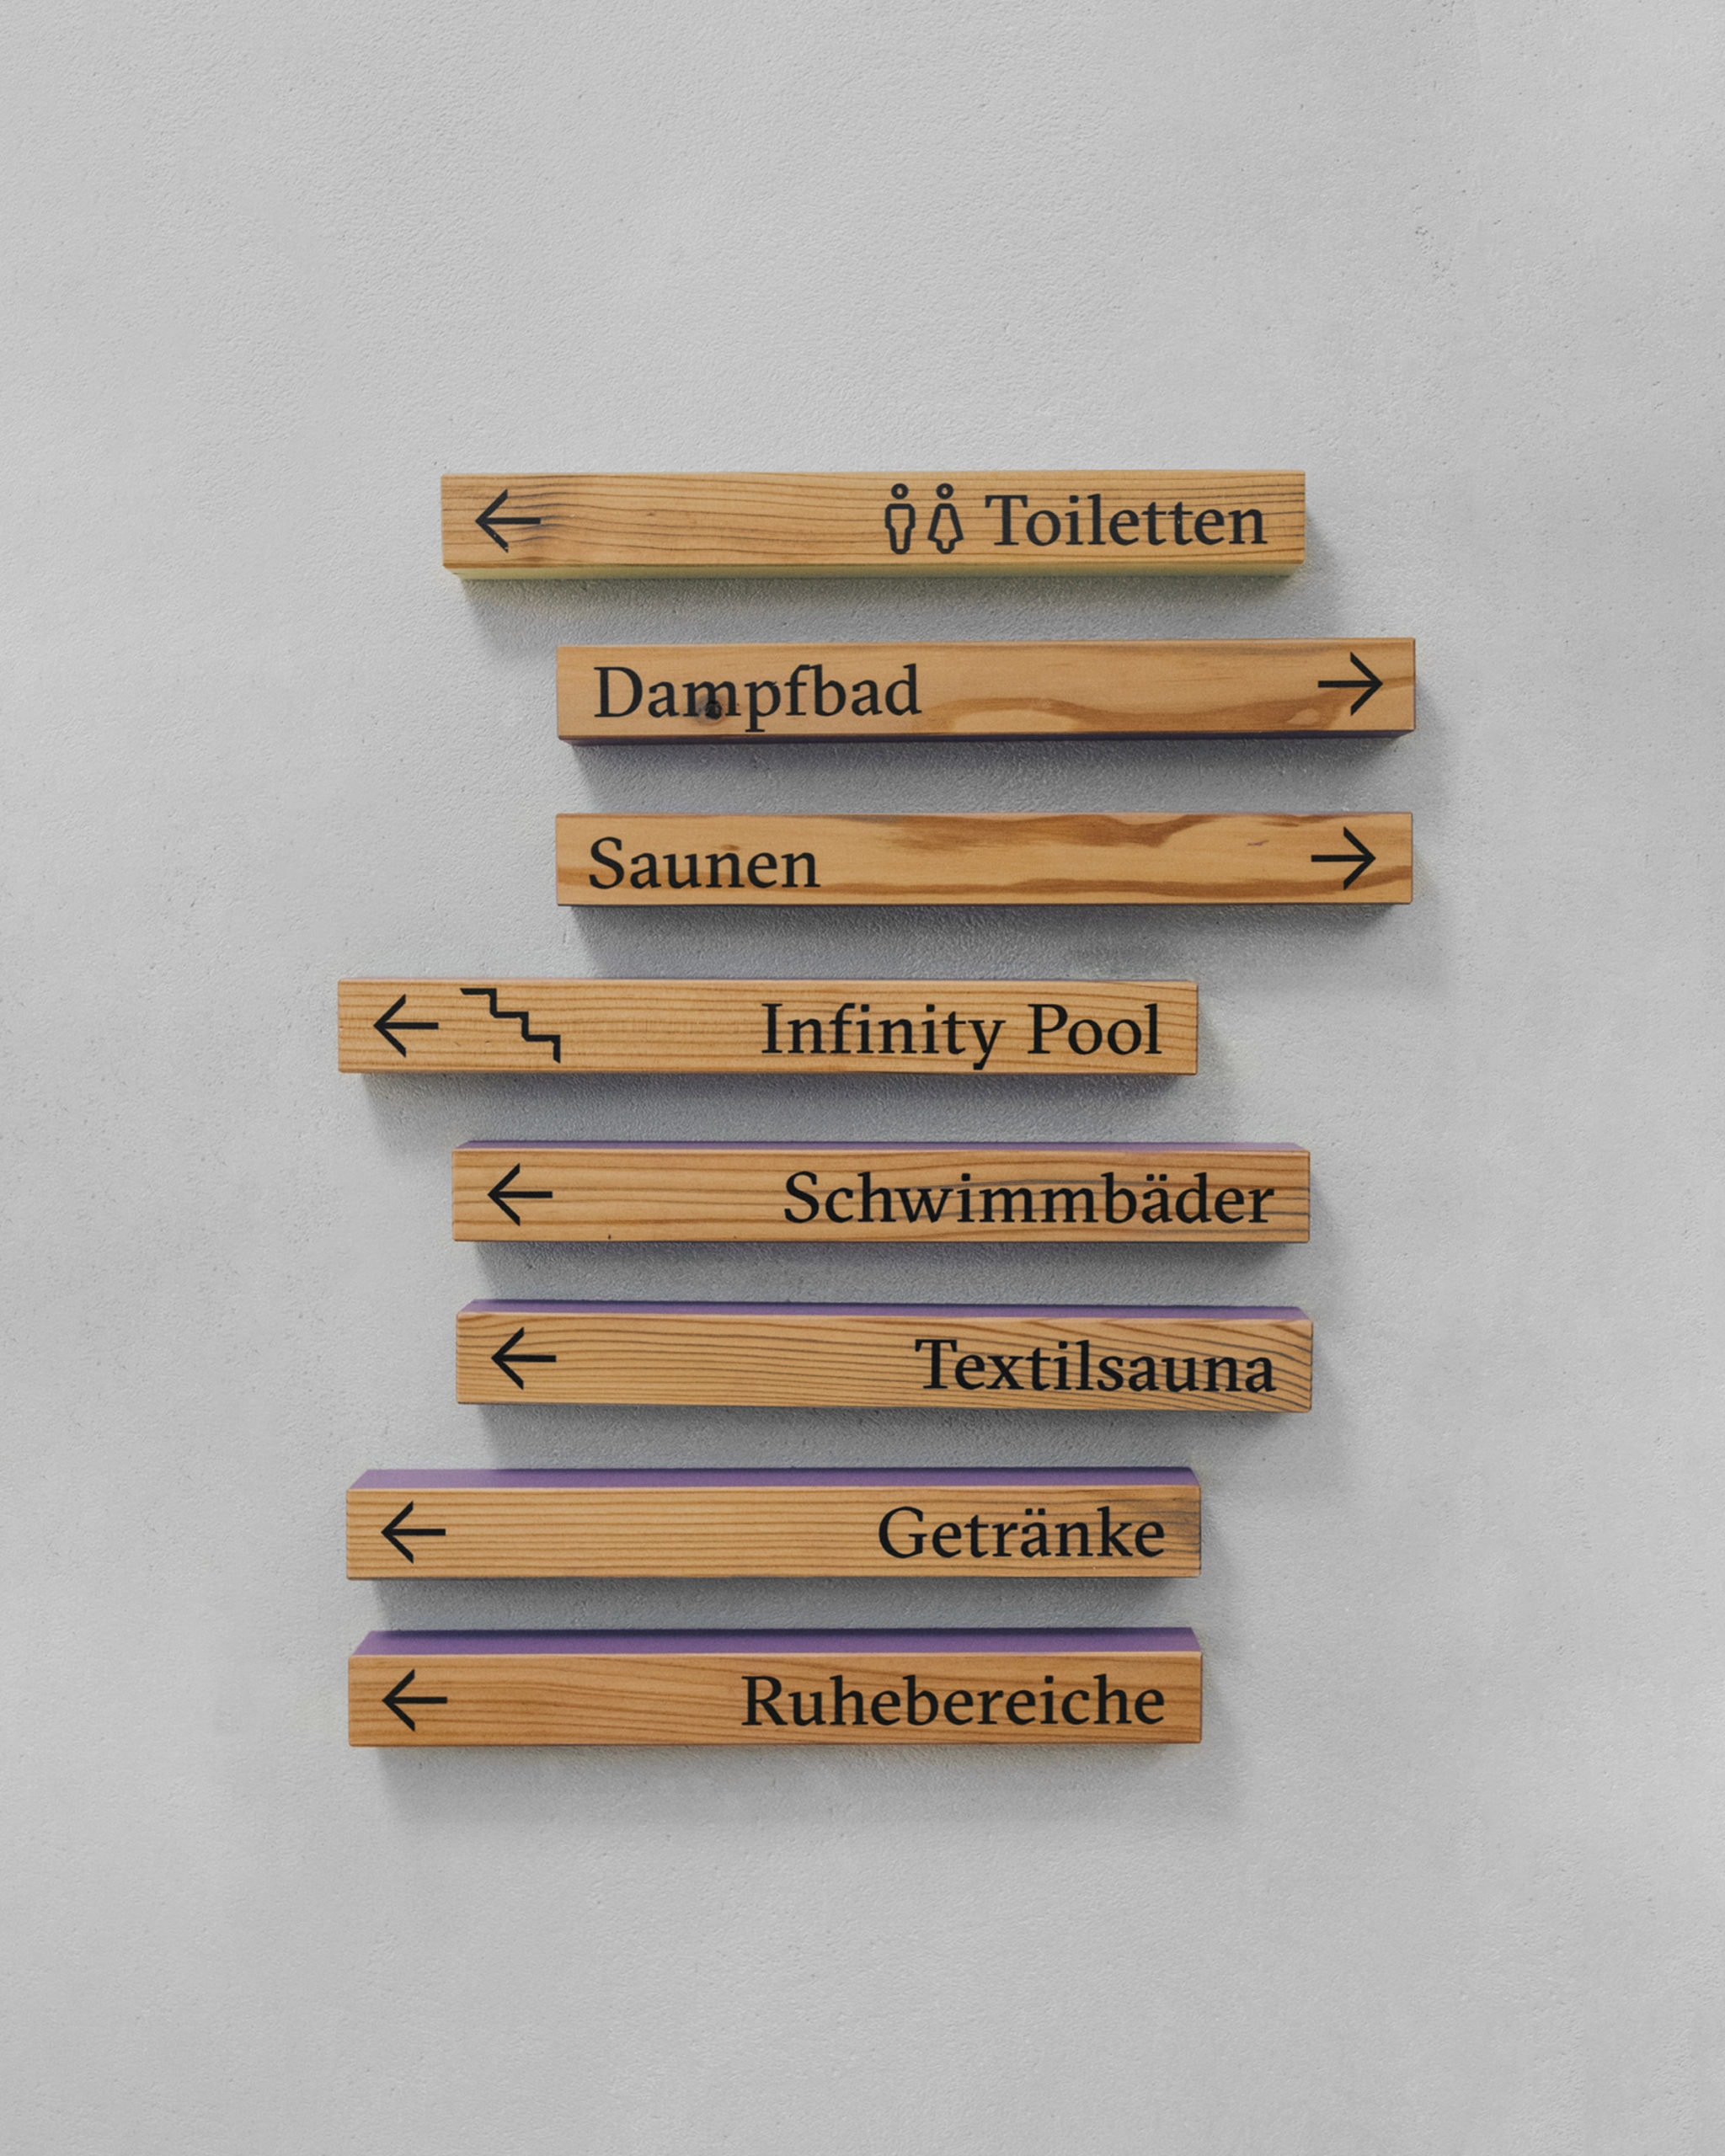 Toiletten
Dampfbad
Saunen
Infinity Pool
Schwimmbäder
Textilsauna
Getränke
Ruhebereiche